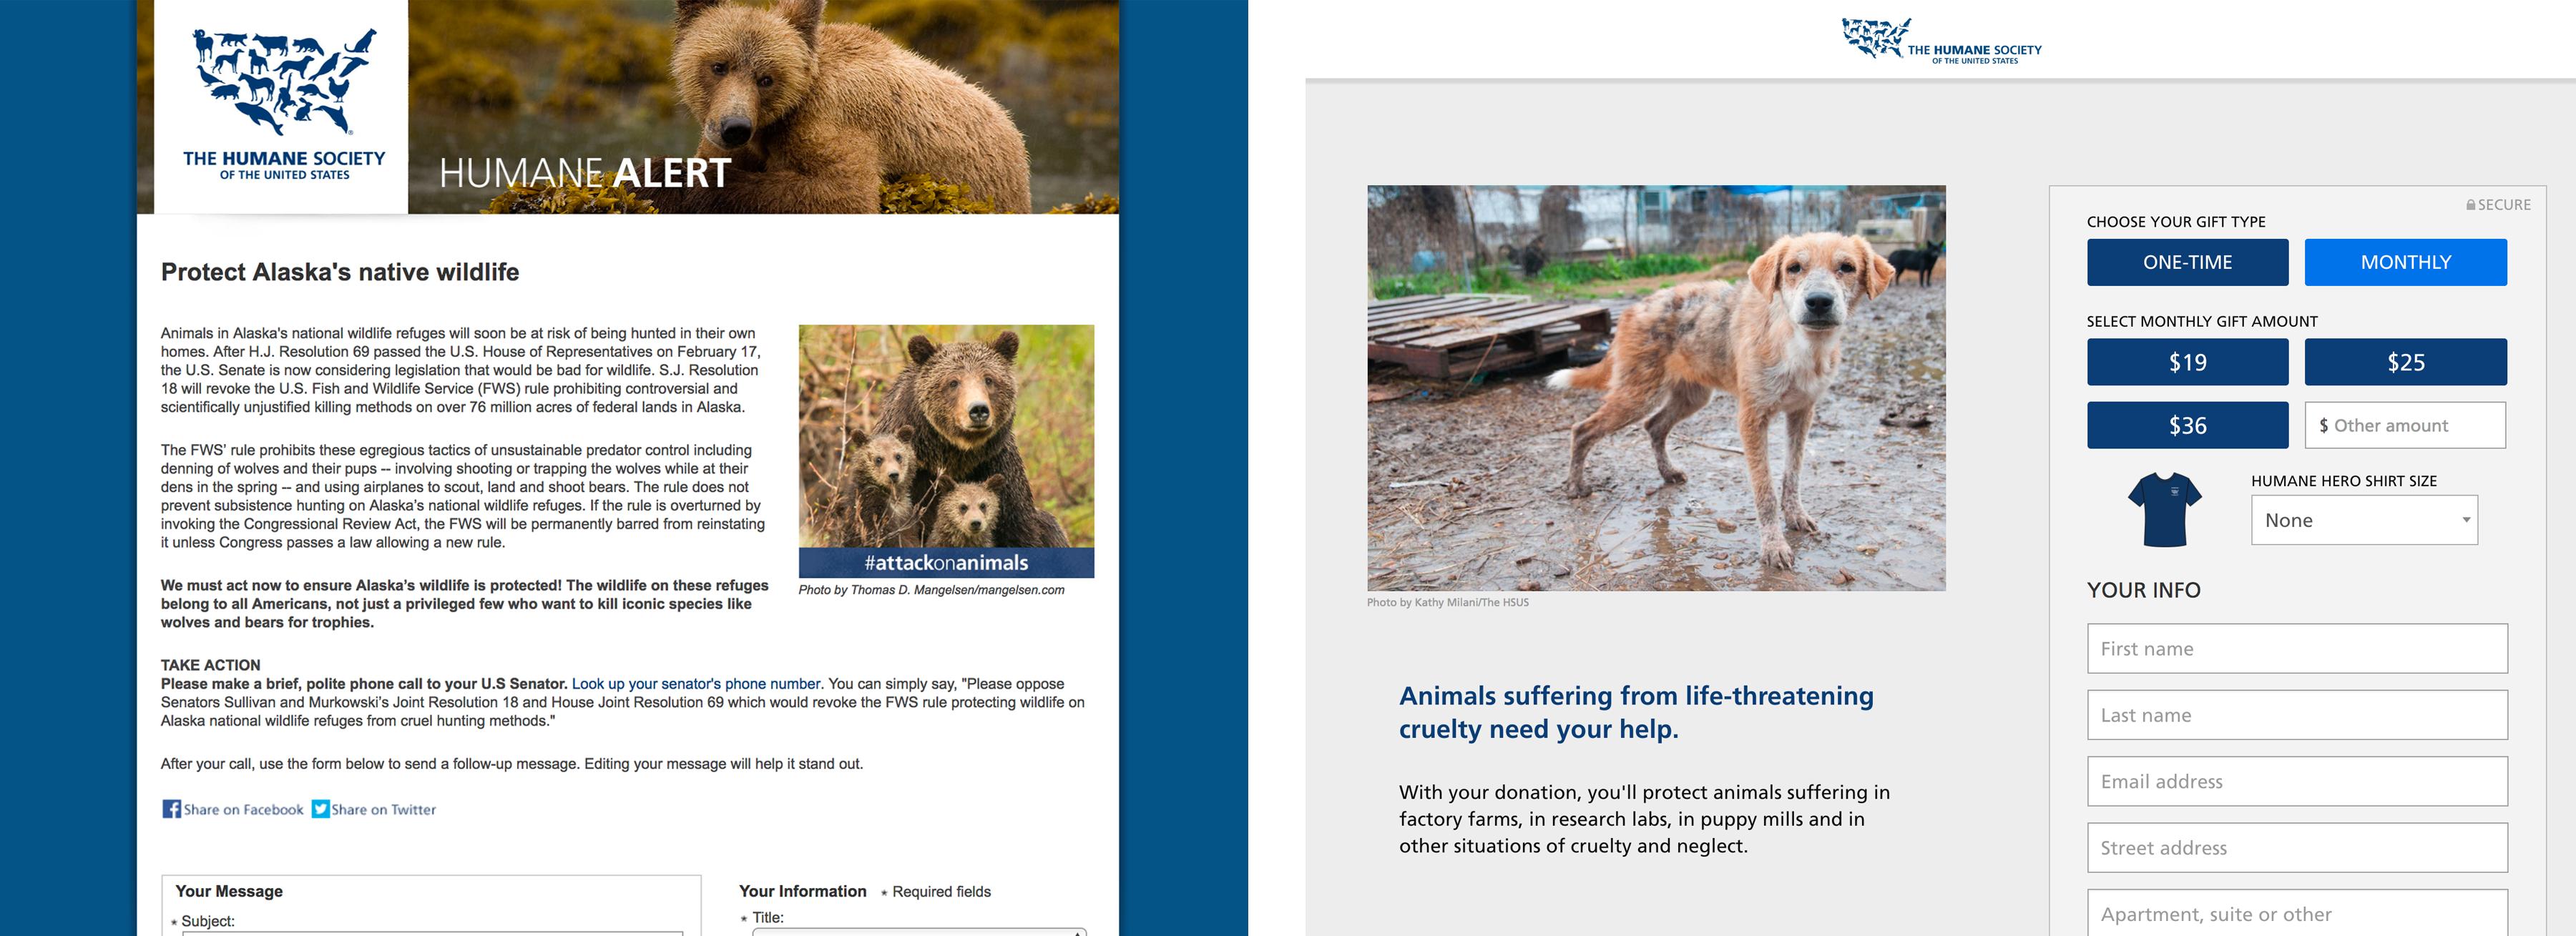 THE HUMANE SOCIETY
OF THE UNITED STATES
HUMANE ALERT
Protect Alaska's native wildlife
Animals in Alaska's national wildlife refuges will soon be at risk of being hunted in their own
homes. After H.J. Resolution 69 passed the U.S. House of Representatives on February 17,
the U.S. Senate is now considering legislation that would be bad for wildlife. S.J. Resolution
18 will revoke the U.S. Fish and Wildlife Service (FWS) rule prohibiting controversial and
scientifically unjustified killing methods on over 76 million acres of federal lands in Alaska.
The FWS' rule prohibits these egregious tactics of unsustainable predator control including
denning of wolves and their pups -- involving shooting or trapping the wolves while at their
dens in the spring -- and using airplanes to scout, land and shoot bears. The rule does not
prevent subsistence hunting on Alaska's national wildlife refuges. If the rule is overturned by
invoking the Congressional Review Act, the FWS will be permanently barred from reinstating
it unless Congress passes a law allowing a new rule.
#attackonanimals
Photo by Thomas D. Mangelsen/mangelsen.com
We must act now to ensure Alaska's wildlife is protected! The wildlife on these refuges
belong to all Americans, not just a privileged few who want to kill iconic species like
wolves and bears for trophies.
TAKE ACTION
Please make a brief, polite phone call to your U.S Senator. Look up your senator's phone number. You can simply say, "Please oppose
Senators Sullivan and Murkowski's Joint Resolution 18 and House Joint Resolution 69 which would revoke the FWS rule protecting wildlife on
Alaska national wildlife refuges from cruel hunting methods."
After your call, use the form below to send a follow-up message. Editing your message will help it stand out.
Share on Facebook Share on Twitter
Your Message
* Subject:
Your Information * Required fields
* Title:
THE HUMANE SOCIETY
OF THE UNITED STATES
Photo by Kathy Milani/The HSUS
Animals suffering from life-threatening
cruelty need your help.
With your donation, you'll protect animals suffering in
factory farms, in research labs, in puppy mills and in
other situations of cruelty and neglect.
SECURE
CHOOSE YOUR GIFT TYPE
ONE-TIME MONTHLY
SELECT MONTHLY GIFT AMOUNT
$19 $25
$36 $ Other amount
HUMANE HERO SHIRT SIZE
None
YOUR INFO
First name
Last name
Email address
Street address
Apartment, suite or other